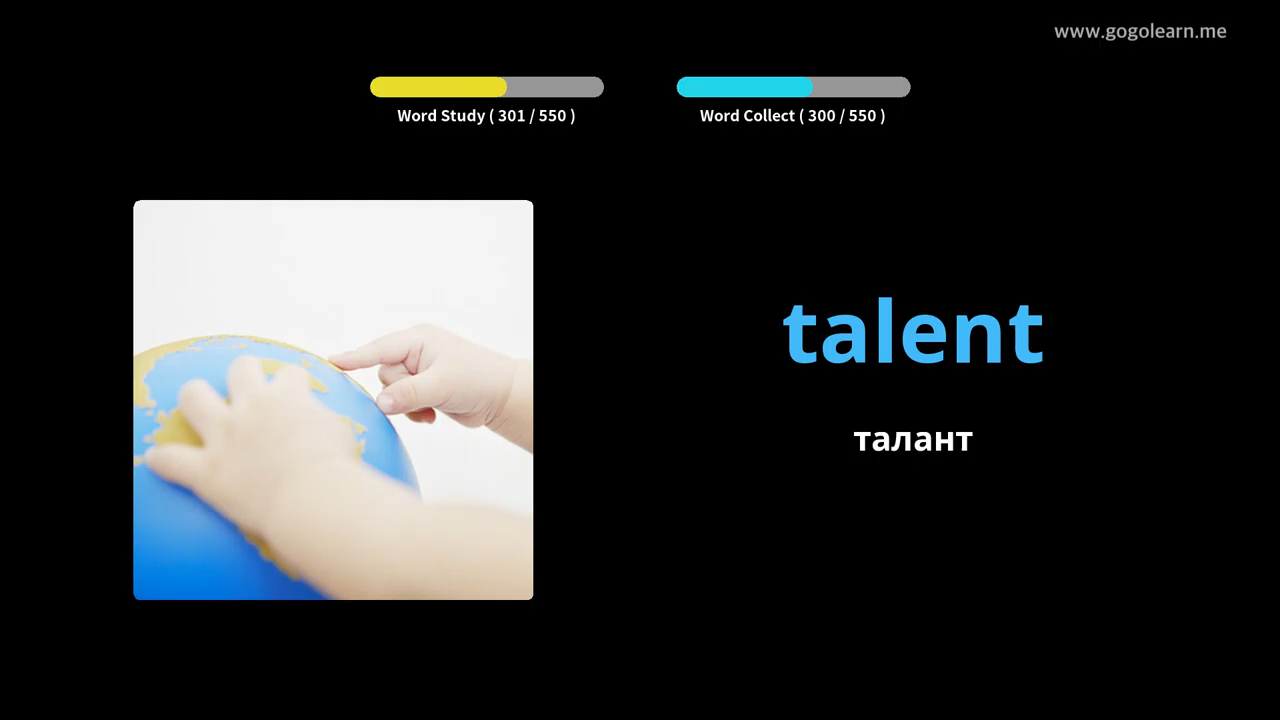 www.gogolearn.me
Word Study ( 301 / 550 )
Word Collect ( 300 / 550 )
talent
талант